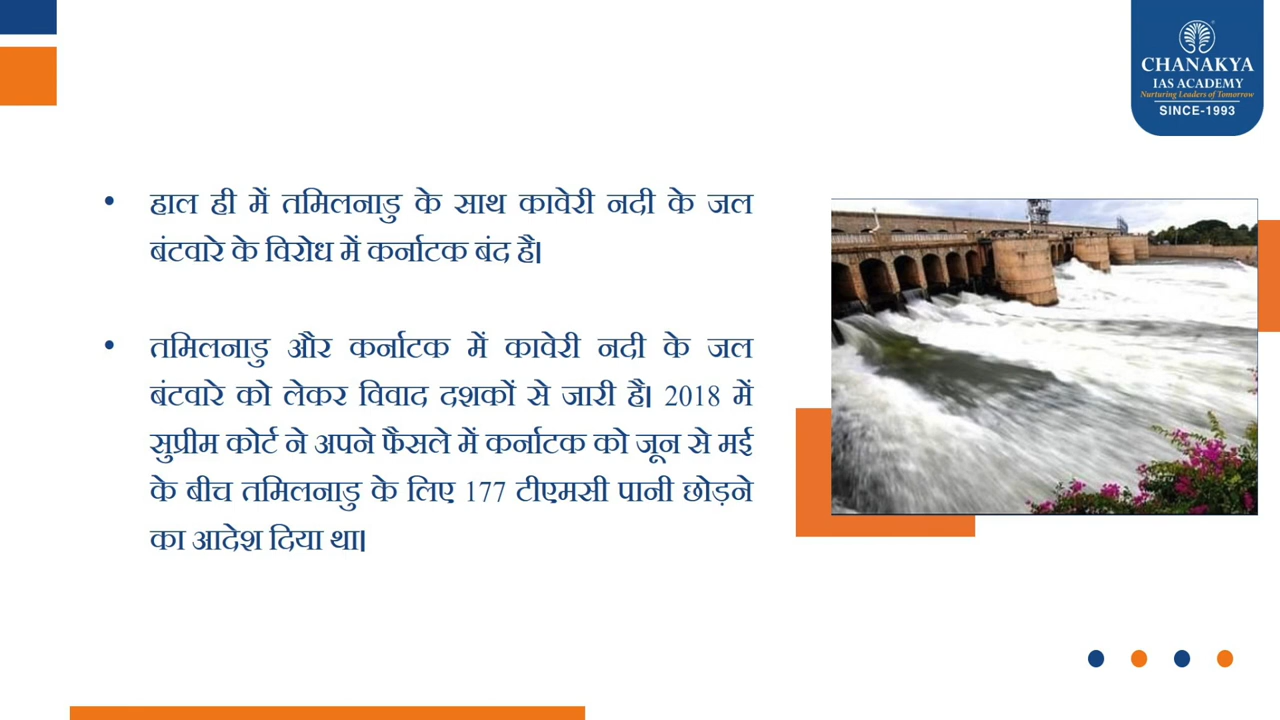 CHANAKYA
IAS ACADEMY
Nurturing Leaders of Tomorrow
SINCE-1993
• हाल ही में तमिलनाडु के साथ कावेरी नदी के जल
बंटवारे के विरोध में कर्नाटक बंद है।
• तमिलनाडु और कर्नाटक में कावेरी नदी के जल
बंटवारे को लेकर विवाद दशकों से जारी है। 2018 में
सुप्रीम कोर्ट ने अपने फैसले में कर्नाटक को जून से मई
के बीच तमिलनाडु के लिए 177 टीएमसी पानी छोड़ने
का आदेश दिया था।